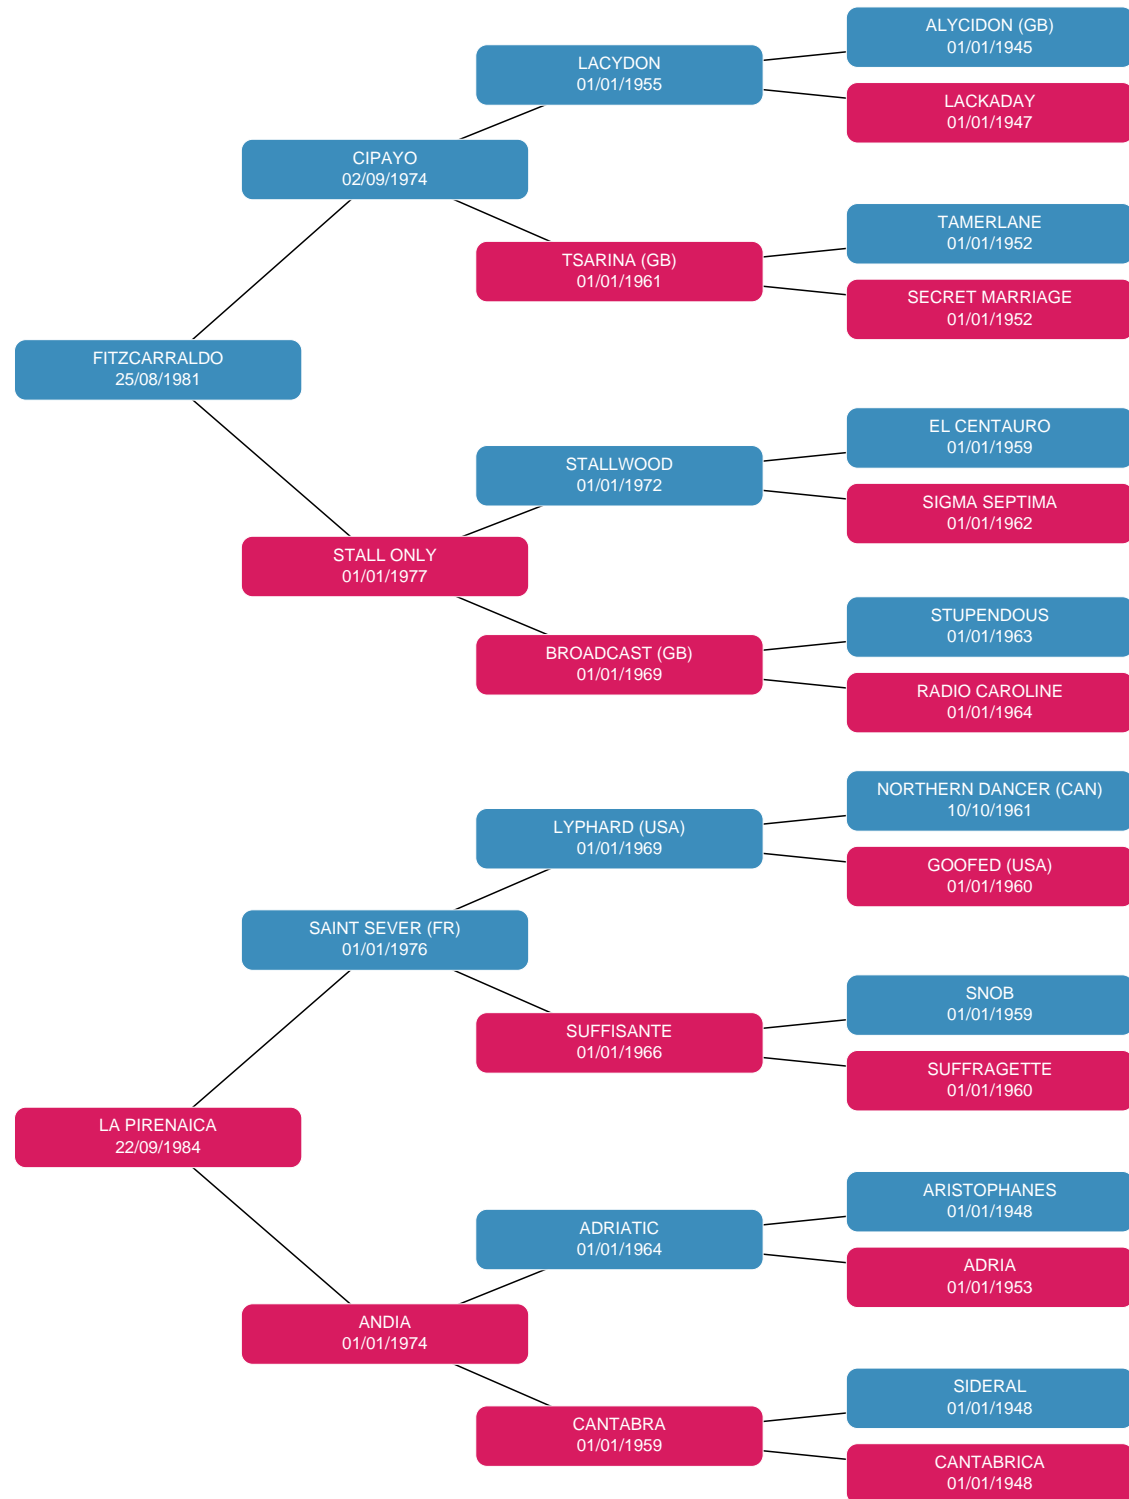 ALYCIDON (GB)
01/01/1945
LACYDON
01/01/1955
LACKADAY
01/01/1947
CIPAYO
02/09/1974
TAMERLANE
01/01/1952
TSARINA (GB)
01/01/1961
SECRET MARRIAGE
01/01/1952
FITZCARRALDO
25/08/1981
EL CENTAURO
01/01/1959
STALLWOOD
01/01/1972
SIGMA SEPTIMA
01/01/1962
STALL ONLY
01/01/1977
STUPENDOUS
01/01/1963
BROADCAST (GB)
01/01/1969
RADIO CAROLINE
01/01/1964
NORTHERN DANCER (CAN)
10/10/1961
LYPHARD (USA)
01/01/1969
GOOFED (USA)
01/01/1960
SAINT SEVER (FR)
01/01/1976
SNOB
01/01/1959
SUFFISANTE
01/01/1966
SUFFRAGETTE
01/01/1960
LA PIRENAICA
22/09/1984
ARISTOPHANES
01/01/1948
ADRIATIC
01/01/1964
ADRIA
01/01/1953
ANDIA
01/01/1974
SIDERAL
01/01/1948
CANTABRA
01/01/1959
CANTABRICA
01/01/1948